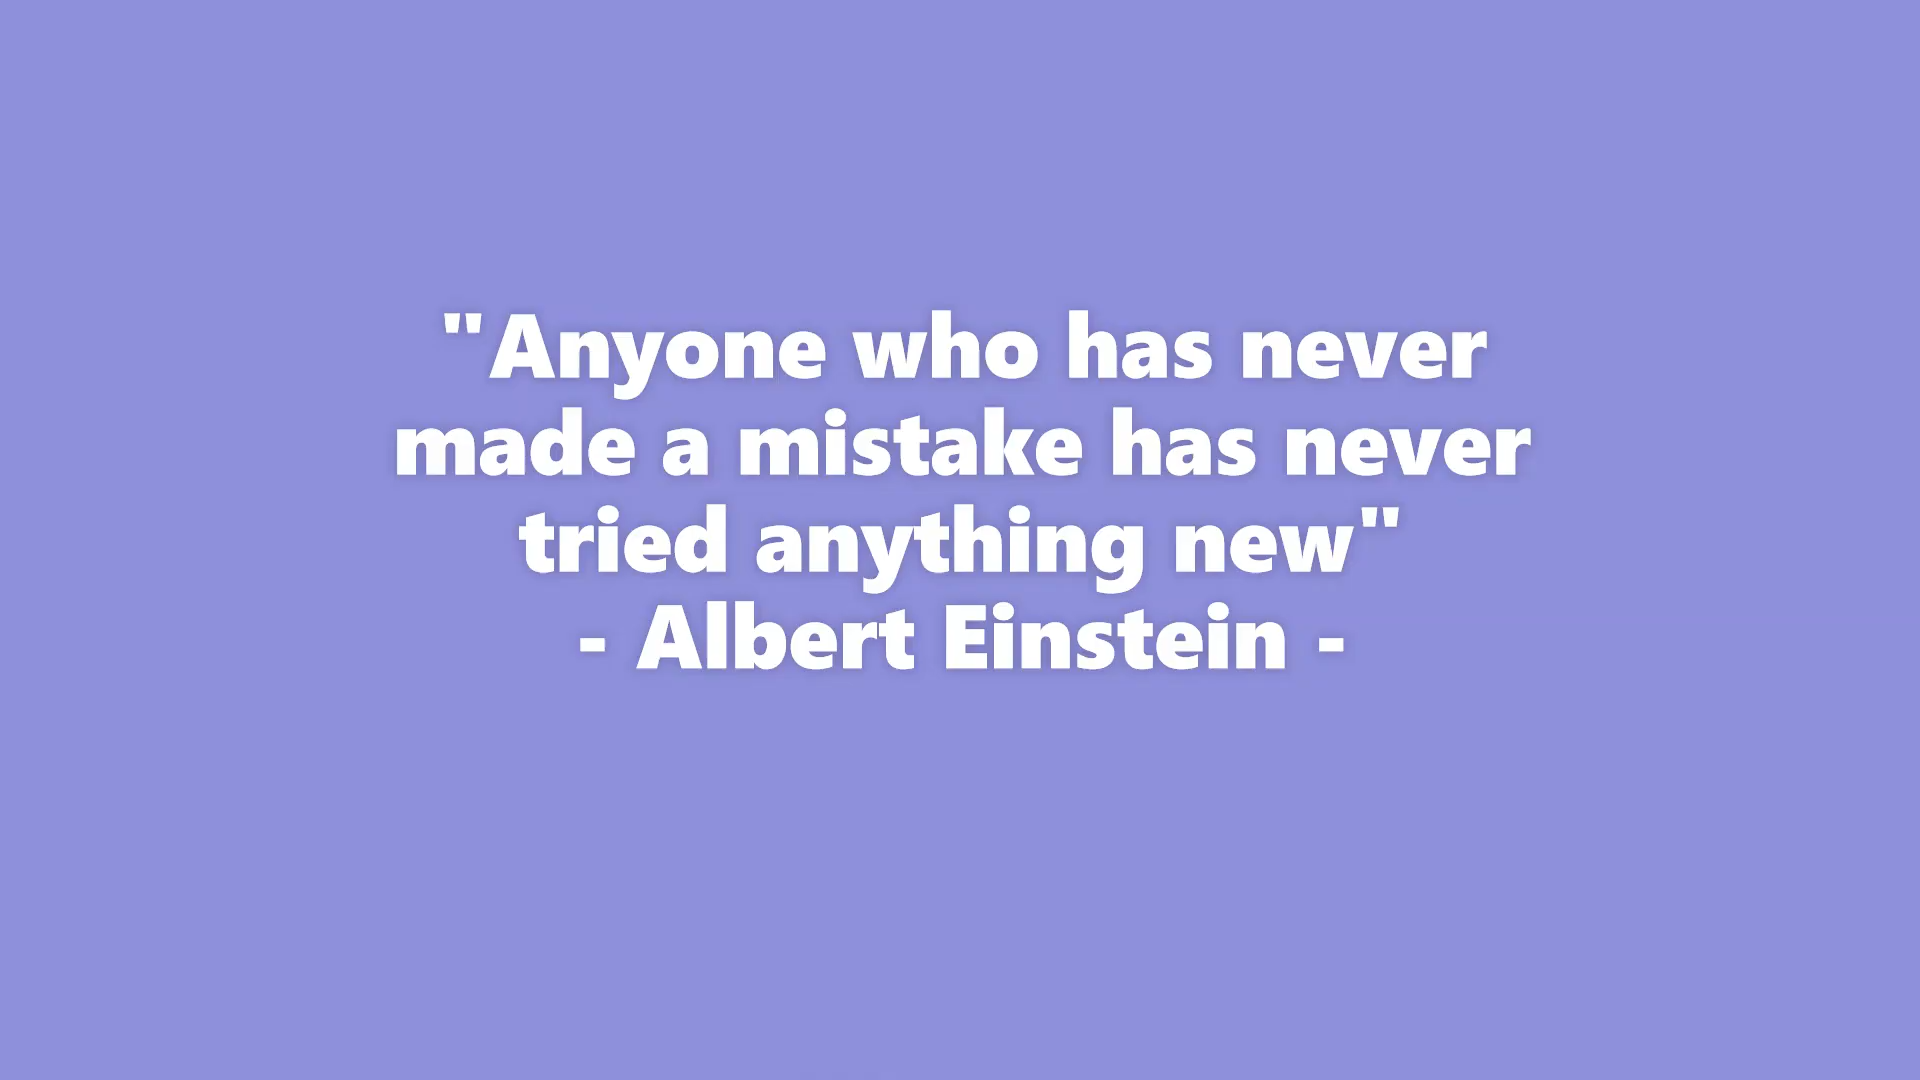 "Anyone who has never
made a mistake has never
tried anything new"
- Albert Einstein -